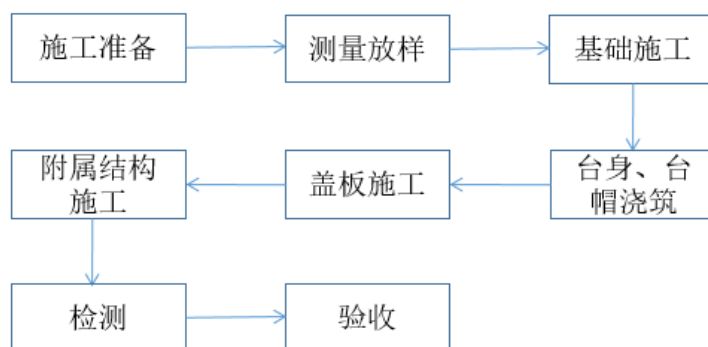 施工准备
测量放样
基础施工
台身、台
帽浇筑
盖板施工
附属结构
施工
检测
验收